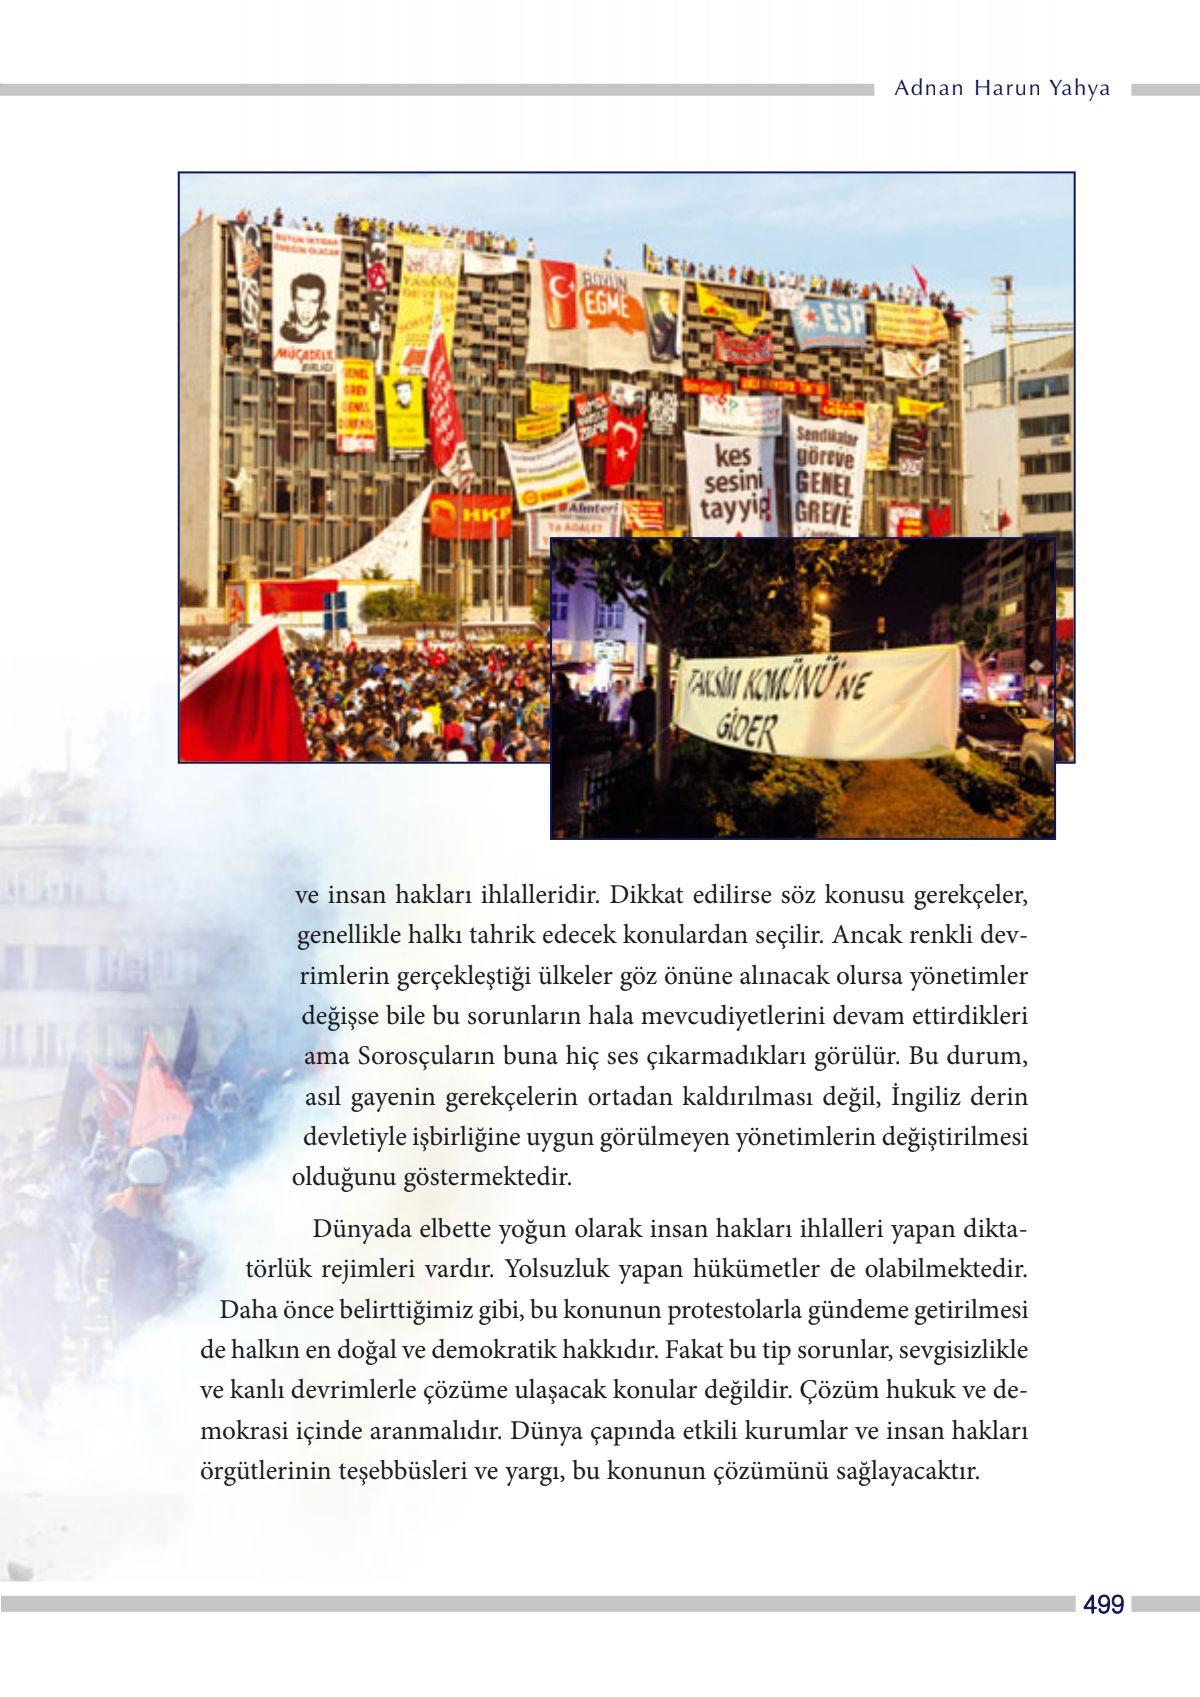 Adnan Harun Yahya
BÜTÜN İKTİDAR
EMEĞİN OLACAK
MÜCADELE
BİRLİĞİ
BOYUN
EGME
ESP
GENEL
GREV
HKP
Alınteri
kes
sesini
tayyip!
Sendikalar
göreve
GENEL
GREVE
TAKSİM KOMÜNÜ'NE
GİDER
ve insan hakları ihlalleridir. Dikkat edilirse söz konusu gerekçeler,
genellikle halkı tahrik edecek konulardan seçilir. Ancak renkli dev-
rimlerin gerçekleştiği ülkeler göz önüne alınacak olursa yönetimler
değişse bile bu sorunların hala mevcudiyetlerini devam ettirdikleri
ama Sorosçuların buna hiç ses çıkarmadıkları görülür. Bu durum,
asıl gayenin gerekçelerin ortadan kaldırılması değil, İngiliz derin
devletiyle işbirliğine uygun görülmeyen yönetimlerin değiştirilmesi
olduğunu göstermektedir.
Dünyada elbette yoğun olarak insan hakları ihlalleri yapan dikta-
törlük rejimleri vardır. Yolsuzluk yapan hükümetler de olabilmektedir.
Daha önce belirttiğimiz gibi, bu konunun protestolarla gündeme getirilmesi
de halkın en doğal ve demokratik hakkıdır. Fakat bu tip sorunlar, sevgisizlikle
ve kanlı devrimlerle çözüme ulaşacak konular değildir. Çözüm hukuk ve de-
mokrasi içinde aranmalıdır. Dünya çapında etkili kurumlar ve insan hakları
örgütlerinin teşebbüsleri ve yargı, bu konunun çözümünü sağlayacaktır.
499